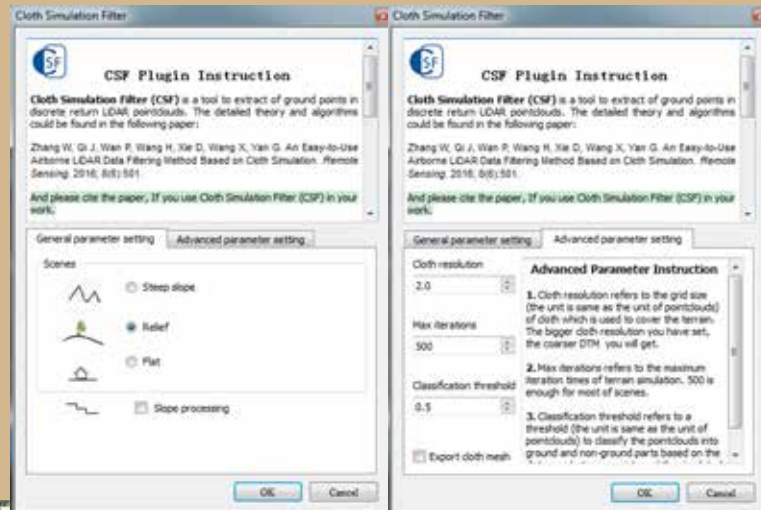 Cloth Simulation Filter
CSF
CSF Plugin Instruction
Cloth Simulation Filter (CSF) is a tool to extract of ground points in
discrete return LiDAR pointclouds. The detailed theory and algorithms
could be found in the following paper:
Zhang W, Qi J, Wan P, Wang H, Xie D, Wang X, Yan G. An Easy-to-Use
Airborne LiDAR Data Filtering Method Based on Cloth Simulation. Remote
Sensing. 2016; 8(6):501.
And please cite the paper, If you use Cloth Simulation Filter (CSF) in your
work.
General parameter setting
Advanced parameter setting
Scenes
Steep slope
Relief
Flat
Slope processing
OK
Cancel
Cloth Simulation Filter
CSF
CSF Plugin Instruction
Cloth Simulation Filter (CSF) is a tool to extract of ground points in
discrete return LiDAR pointclouds. The detailed theory and algorithms
could be found in the following paper:
Zhang W, Qi J, Wan P, Wang H, Xie D, Wang X, Yan G. An Easy-to-Use
Airborne LiDAR Data Filtering Method Based on Cloth Simulation. Remote
Sensing. 2016; 8(6):501.
And please cite the paper, If you use Cloth Simulation Filter (CSF) in your
work.
General parameter setting
Advanced parameter setting
Cloth resolution
2.0
Max iterations
500
Classification threshold
0.5
Export cloth mesh
Advanced Parameter Instruction
1. Cloth resolution refers to the grid size
(the unit is same as the unit of pointclouds)
of cloth which is used to cover the terrain.
The bigger cloth resolution you have set,
the coarser DTM you will get.
2. Max iterations refers to the maximum
iteration times of terrain simulation. 500 is
enough for most of scenes.
3. Classification threshold refers to a
threshold (the unit is same as the unit of
pointclouds) to classify the pointclouds into
ground and non-ground parts based on the
OK
Cancel